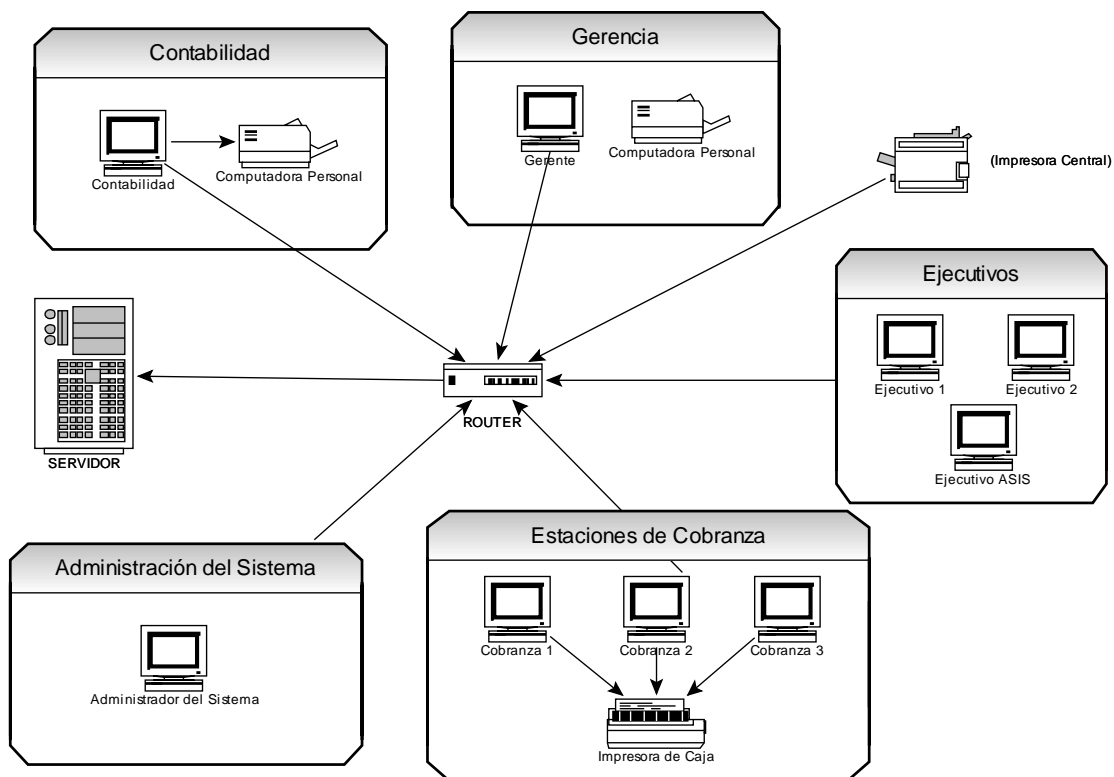 Contabilidad
Contabilidad
Computadora Personal
Gerencia
Gerente
Computadora Personal
(Impresora Central)
Ejecutivos
Ejecutivo 1
Ejecutivo 2
Ejecutivo ASIS
SERVIDOR
ROUTER
Administración del Sistema
Administrador del Sistema
Estaciones de Cobranza
Cobranza 1
Cobranza 2
Cobranza 3
Impresora de Caja